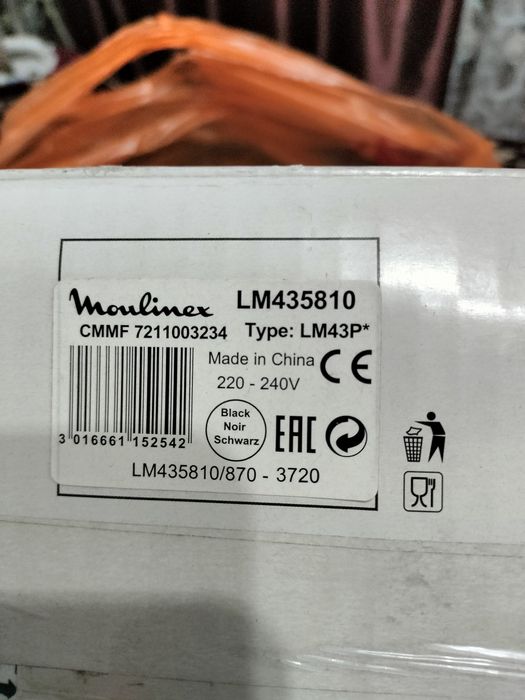 Moulinex LM435810
CMMF 7211003234 Type: LM43P*
Made in China CE
220 - 240V
Black
Noir
Schwarz
EAC
3 016661 152542
LM435810/870 - 3720